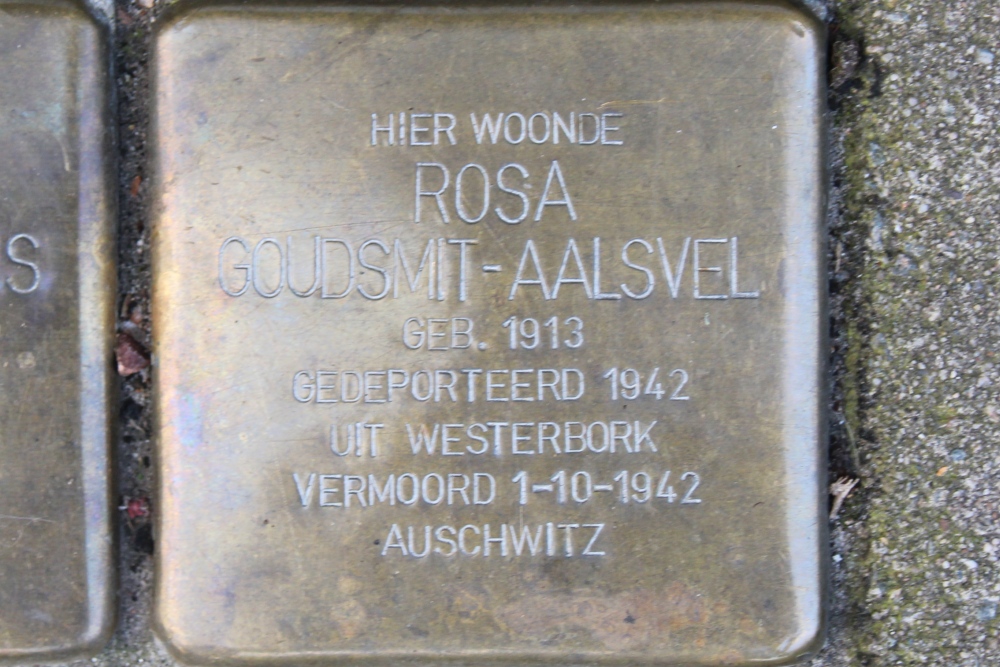 HIER WOONDE
ROSA
GOUDSMIT-AALSVEL
GEB. 1913
GEDEPORTEERD 1942
UIT WESTERBORK
VERMOORD 1-10-1942
AUSCHWITZ
S